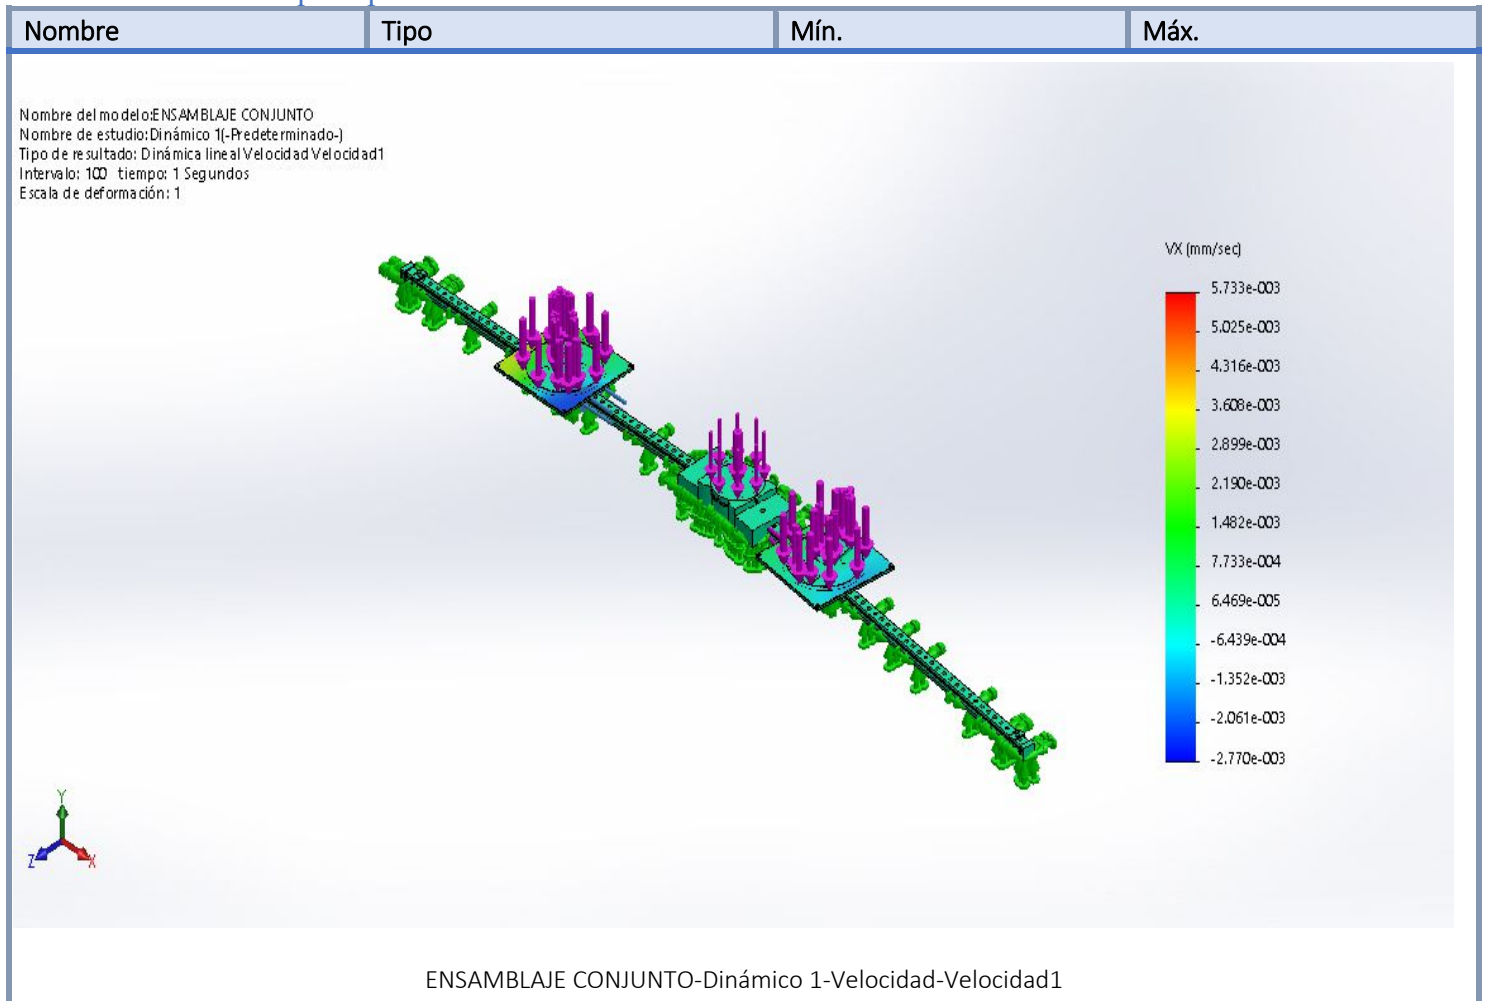 Nombre Tipo Mín. Máx.
Nombre del modelo:ENSAMBLAJE CONJUNTO
Nombre de estudio:Dinámico 1(-Predeterminado-)
Tipo de resultado: Dinámica lineal Velocidad Velocidad1
Intervalo: 100 tiempo: 1 Segundos
Escala de deformación: 1
VX (mm/sec)
5.733e-003
5.025e-003
4.316e-003
3.608e-003
2.899e-003
2.190e-003
1.482e-003
7.733e-004
6.469e-005
-6.439e-004
-1.352e-003
-2.061e-003
-2.770e-003
Y
Z X
ENSAMBLAJE CONJUNTO-Dinámico 1-Velocidad-Velocidad1